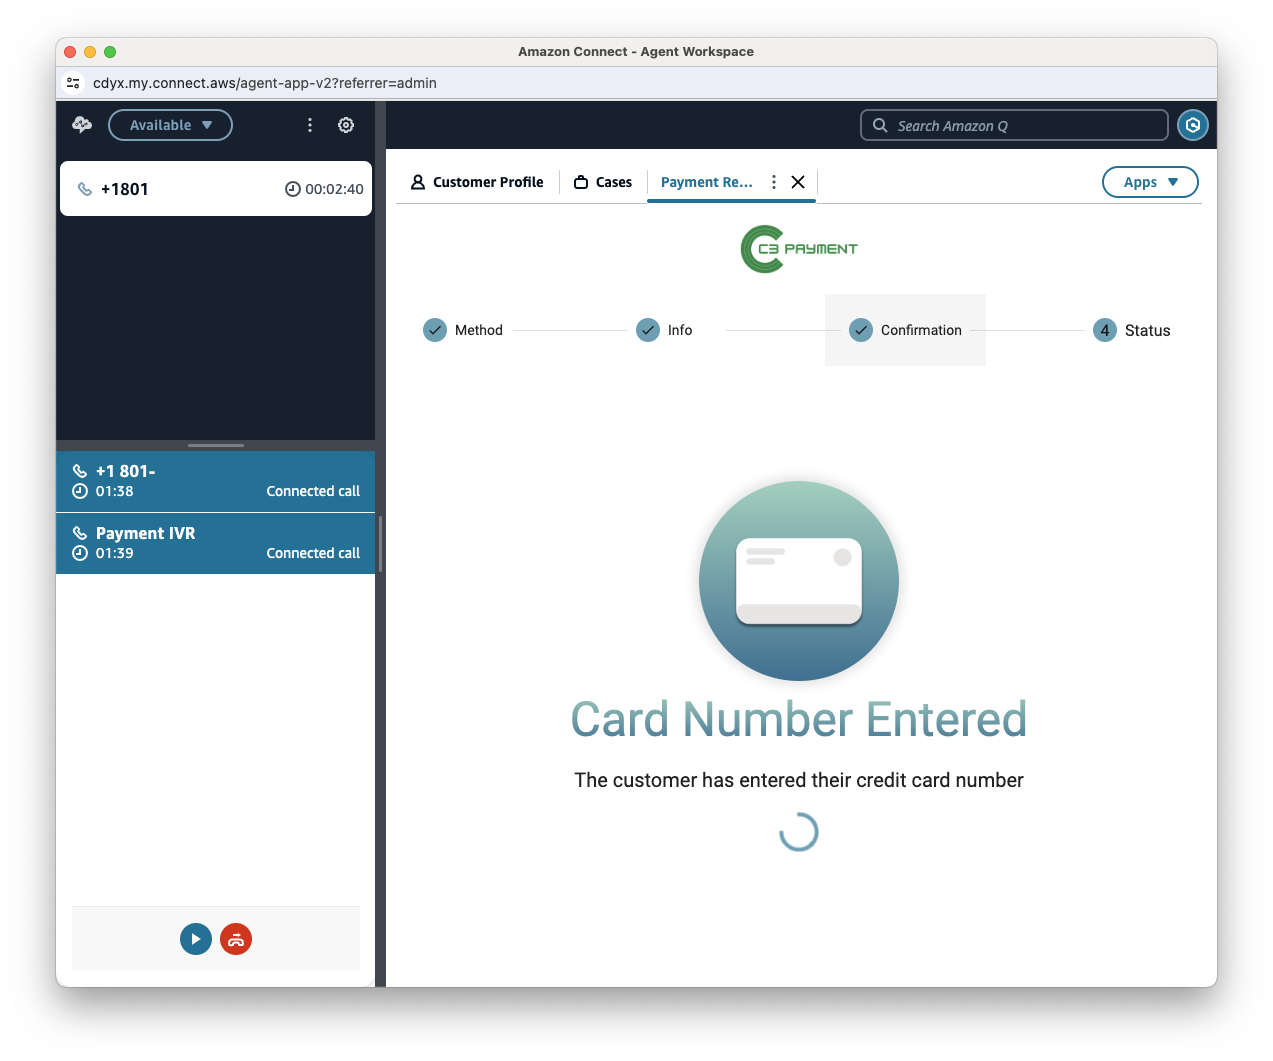 Amazon Connect - Agent Workspace
cdyx.my.connect.aws/agent-app-v2?referrer=admin
Available
Search Amazon Q
+1801
00:02:40
Customer Profile
Cases
Payment Re...
Apps
C3 PAYMENT
Method
Info
Confirmation
4 Status
+1 801-
01:38
Connected call
Payment IVR
01:39
Connected call
Card Number Entered
The customer has entered their credit card number